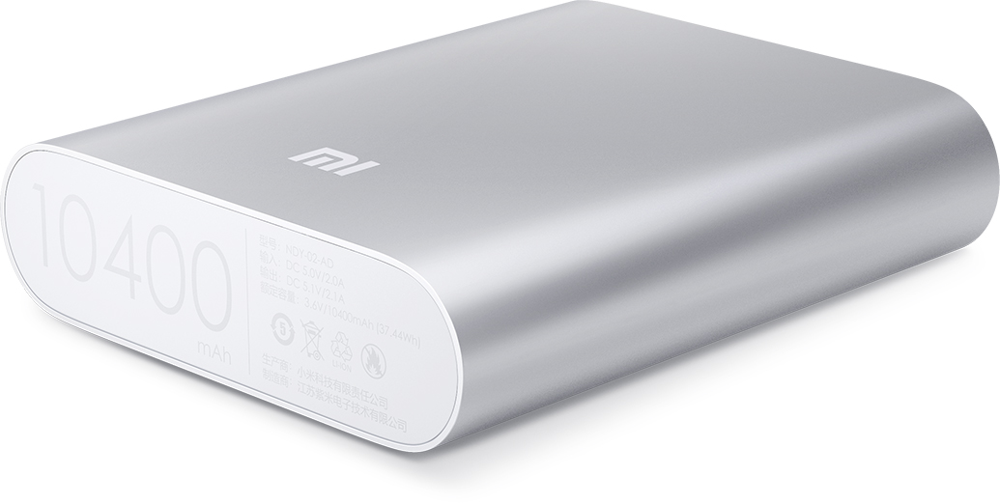 mi
10400
mAh
型号：NDY-02-AD
输入：DC 5.0V/2.0A
输出：DC 5.1V/2.1A
额定容量：3.6V/10400mAh (37.44Wh)
5
Li-ion
生产商：小米科技有限责任公司
制造商：江苏紫米电子技术有限公司